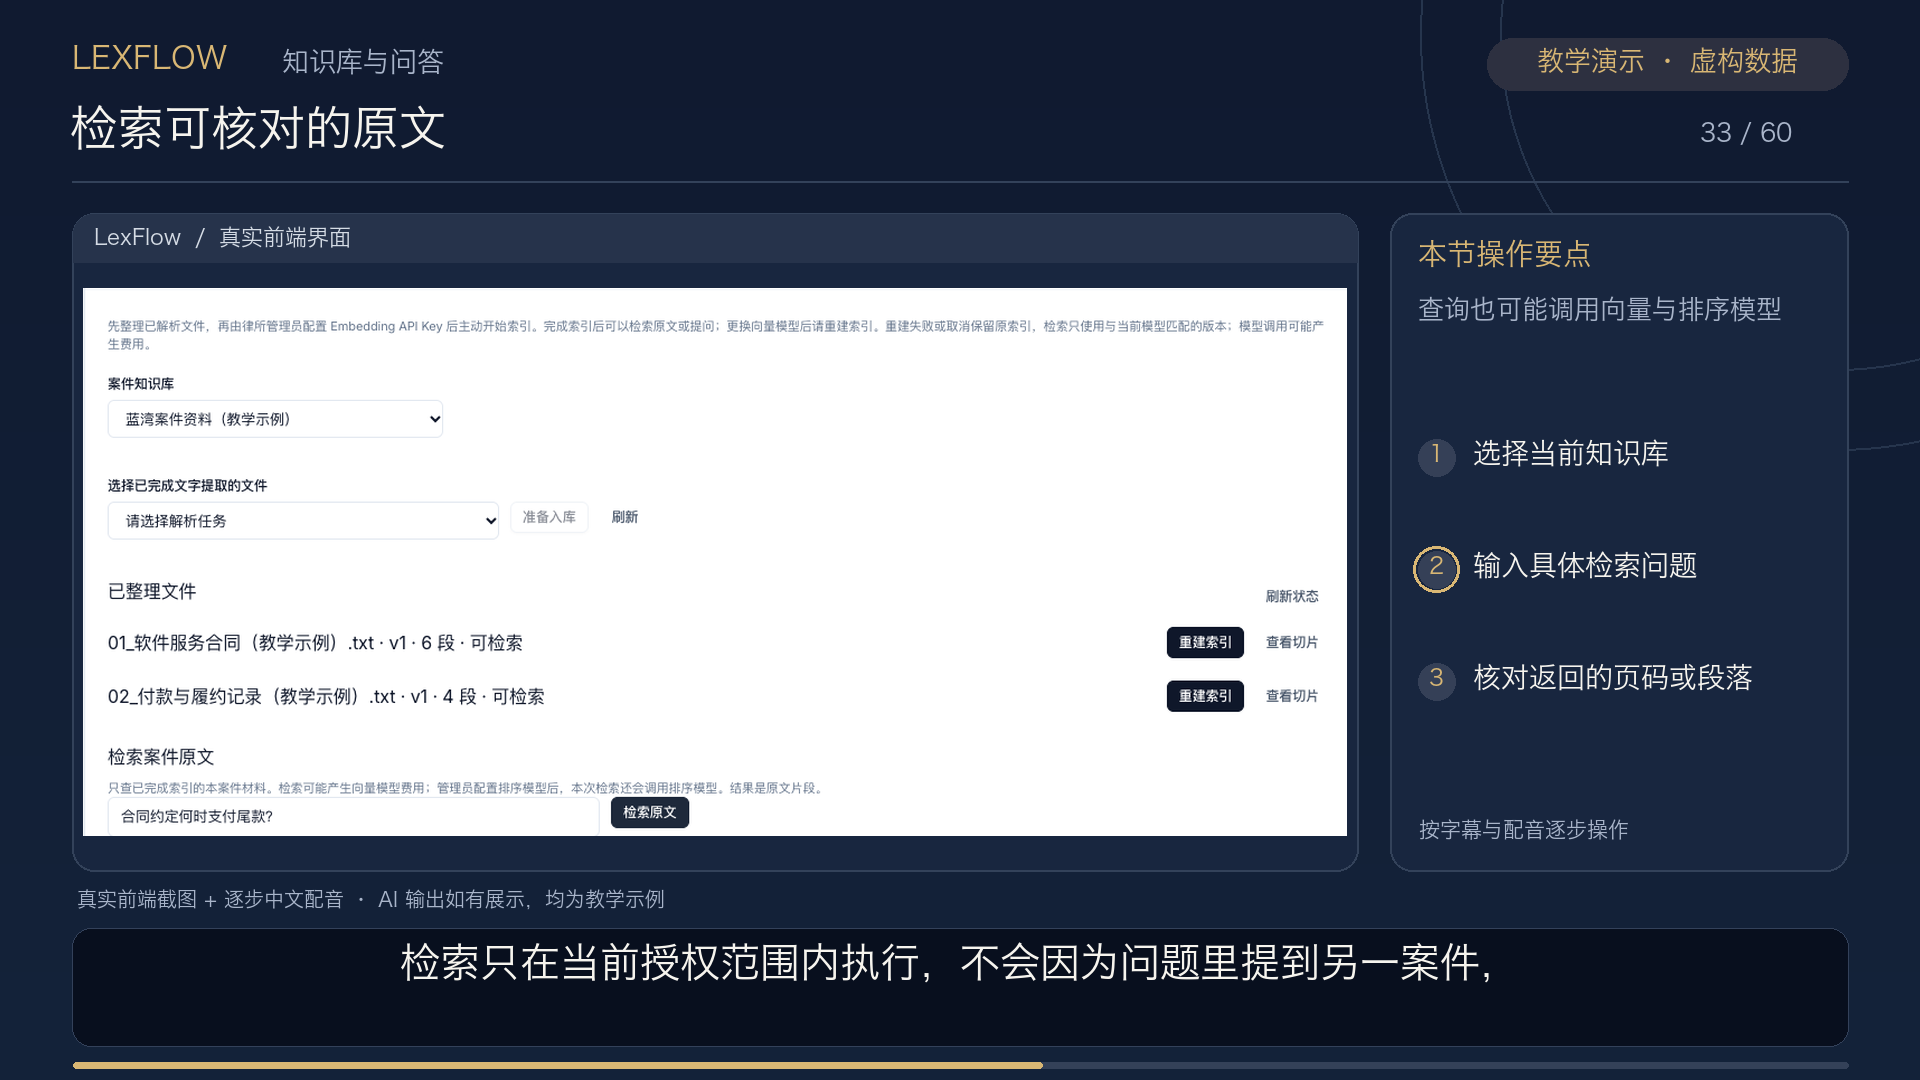 LEXFLOW 知识库与问答
教学演示 · 虚构数据
检索可核对的原文
33 / 60
LexFlow / 真实前端界面
先整理已解析文件，再由律所管理员配置 Embedding API Key 后主动开始索引。完成索引后可以检索原文或提问；更换向量模型后请重建索引。重建失败或取消保留原索引，检索只使用与当前模型匹配的版本；模型调用可能产
生费用。
案件知识库
蓝湾案件资料（教学示例）
选择已完成文字提取的文件
请选择解析任务 准备入库 刷新
已整理文件 刷新状态
01_软件服务合同（教学示例）.txt · v1 · 6 段 · 可检索 重建索引 查看切片
02_付款与履约记录（教学示例）.txt · v1 · 4 段 · 可检索 重建索引 查看切片
检索案件原文
只查已完成索引的本案件材料。检索可能产生向量模型费用；管理员配置排序模型后，本次检索还会调用排序模型。结果是原文片段。
合同约定何时支付尾款? 检索原文
本节操作要点
查询也可能调用向量与排序模型
1 选择当前知识库
2 输入具体检索问题
3 核对返回的页码或段落
按字幕与配音逐步操作
真实前端截图 + 逐步中文配音 · AI 输出如有展示，均为教学示例
检索只在当前授权范围内执行，不会因为问题里提到另一案件，